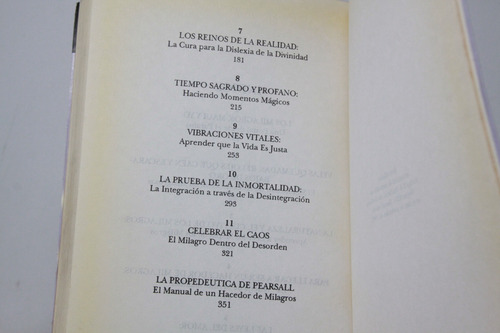 7
LOS REINOS DE LA REALIDAD:
La Cura para la Dislexia de la Divinidad
181
8
TIEMPO SAGRADO Y PROFANO:
Haciendo Momentos Mágicos
215
9
VIBRACIONES VITALES:
Aprender que la Vida Es Justa
253
10
LA PRUEBA DE LA INMORTALIDAD:
La Integración a través de la Desintegración
293
11
CELEBRAR EL CAOS
El Milagro Dentro del Desorden
321
LA PROPEDEUTICA DE PEARSALL
El Manual de un Hacedor de Milagros
351